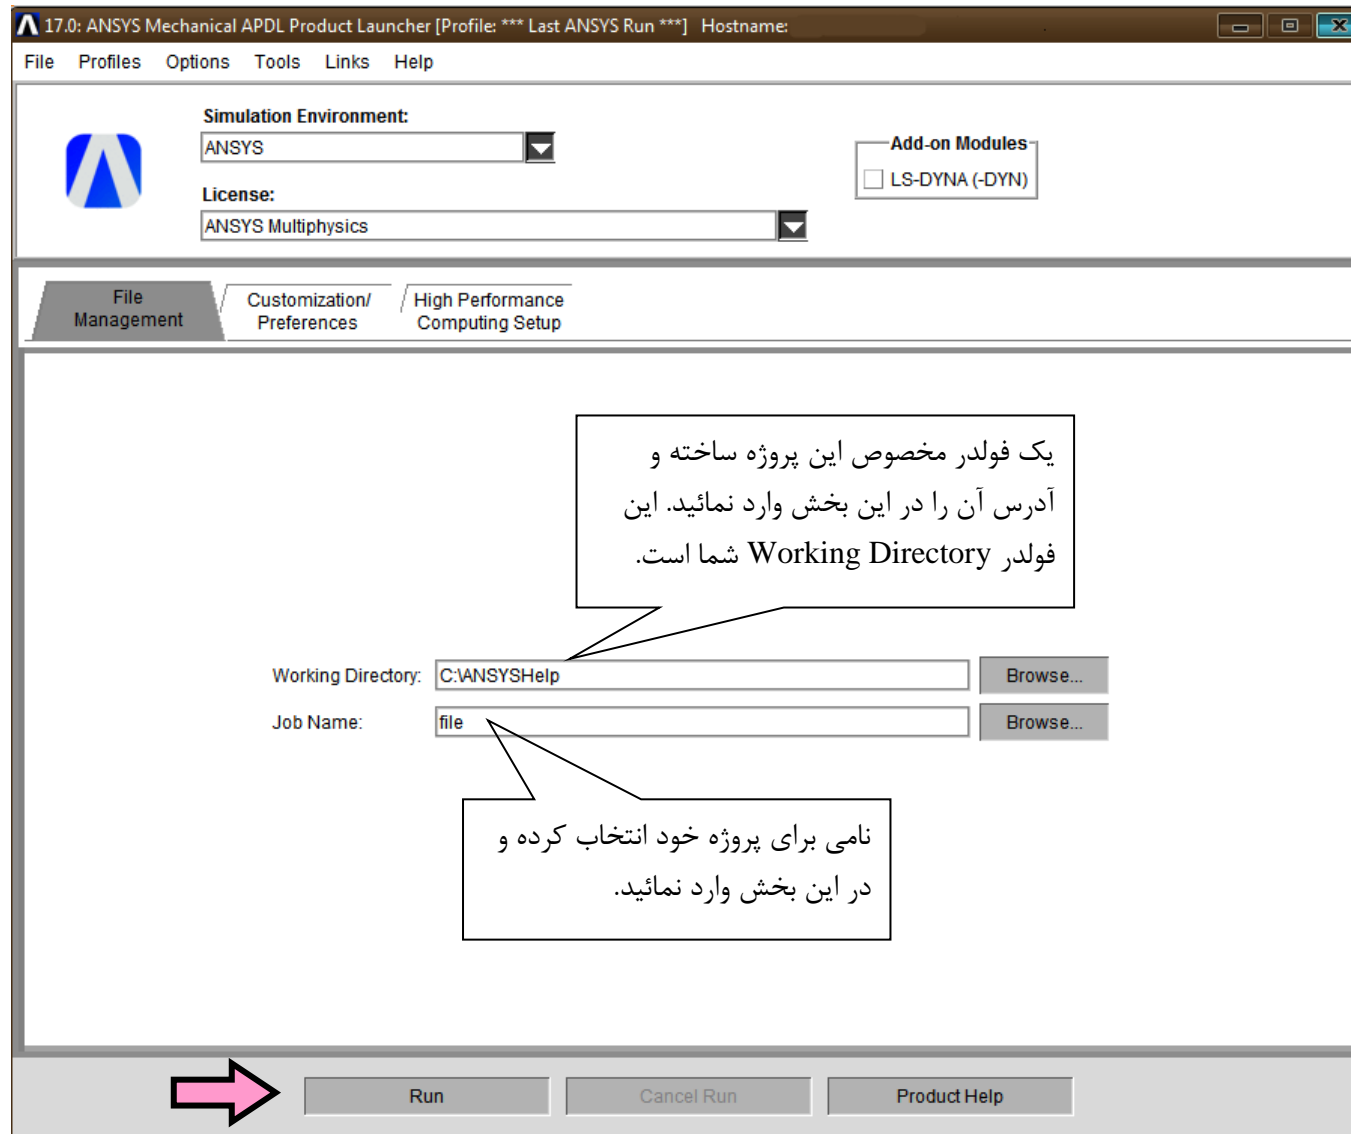 17.0: ANSYS Mechanical APDL Product Launcher [Profile: *** Last ANSYS Run ***] Hostname:
File Profiles Options Tools Links Help
Simulation Environment:
ANSYS
Add-on Modules
LS-DYNA (-DYN)
License:
ANSYS Multiphysics
File
Management
Customization/
Preferences
High Performance
Computing Setup
یک فولدر مخصوص این پروژه ساخته و
آدرس آن را در این بخش وارد نمائید. این
فولدر Working Directory شما است.
Working Directory: C:\ANSYSHelp Browse...
Job Name: file Browse...
نامی برای پروژه خود انتخاب کرده و
در این بخش وارد نمائید.
Run Cancel Run Product Help